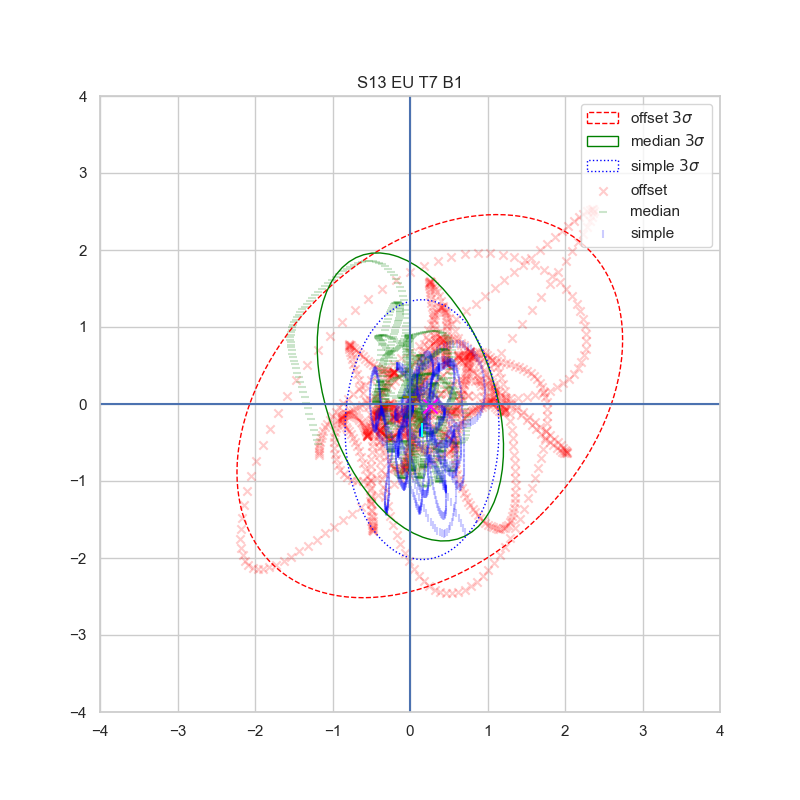 S13 EU T7 B1
offset 3σ
median 3σ
simple 3σ
offset
median
simple
4
3
2
1
0
−1
−2
−3
−4
−4 −3 −2 −1 0 1 2 3 4